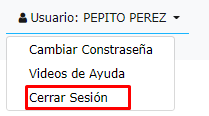 Usuario: PEPITO PEREZ
Cambiar Constraseña
Videos de Ayuda
Cerrar Sesión